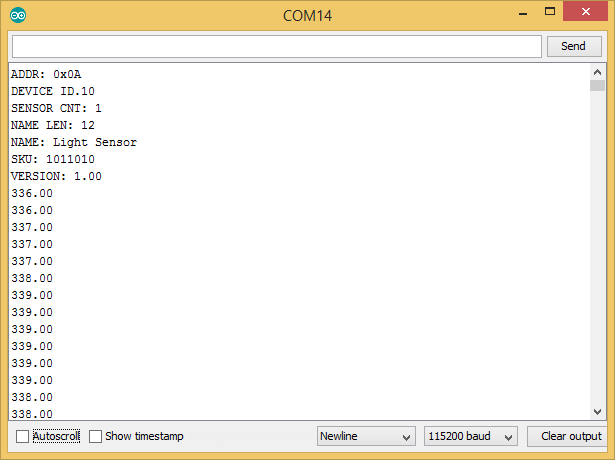 COM14
Send
ADDR: 0x0A
DEVICE ID.10
SENSOR CNT: 1
NAME LEN: 12
NAME: Light Sensor
SKU: 1011010
VERSION: 1.00
336.00
336.00
337.00
337.00
337.00
338.00
339.00
339.00
339.00
339.00
339.00
339.00
338.00
338.00
Autoscroll Show timestamp Newline 115200 baud Clear output